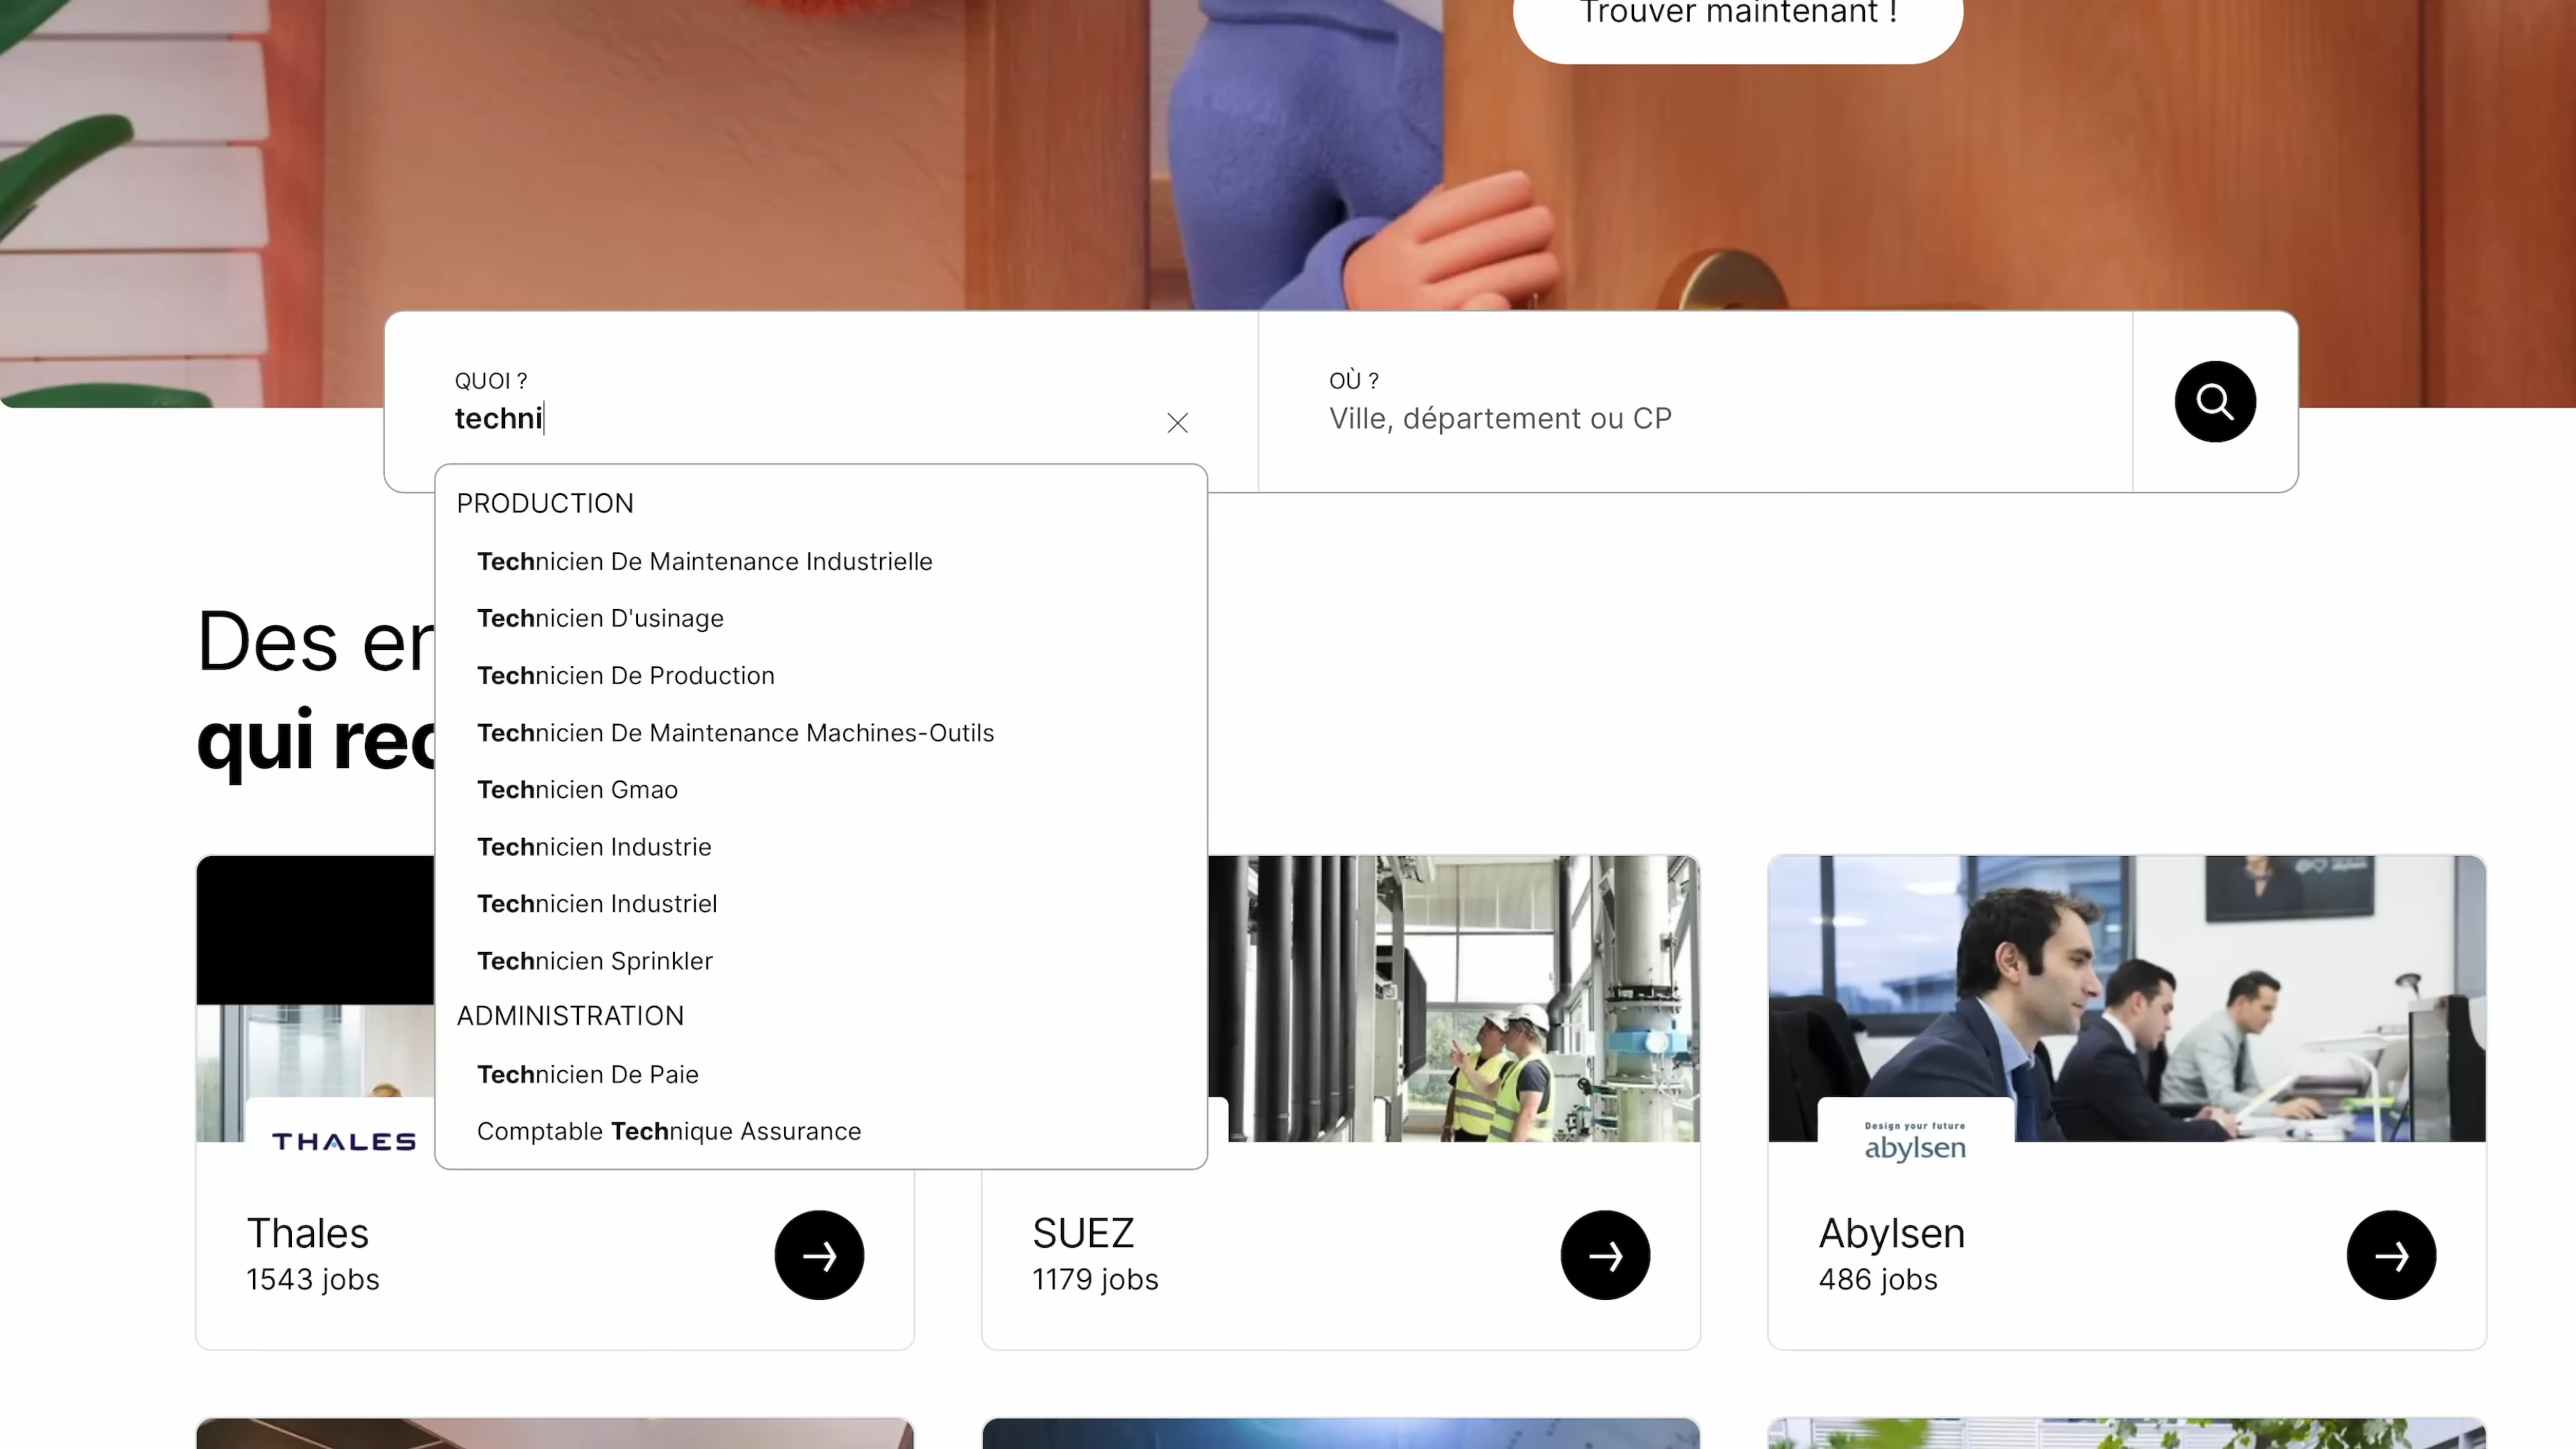 Trouver maintenant !
QUOI ?
techni
OÙ ?
Ville, département ou CP
PRODUCTION
Technicien De Maintenance Industrielle
Technicien D'usinage
Technicien De Production
Technicien De Maintenance Machines-Outils
Technicien Gmao
Technicien Industrie
Technicien Industriel
Technicien Sprinkler
ADMINISTRATION
Technicien De Paie
Comptable Technique Assurance
Des
qui
THALES
Design your future
abylsen
Thales
1543 jobs
SUEZ
1179 jobs
Abylsen
486 jobs